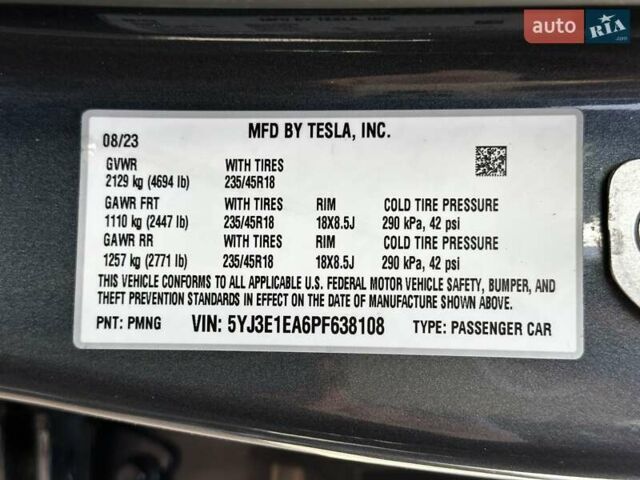 auto RIA .com
MFD BY TESLA, INC.
08/23
GVWR WITH TIRES
2129 kg (4694 lb) 235/45R18
GAWR FRT WITH TIRES RIM COLD TIRE PRESSURE
1110 kg (2447 lb) 235/45R18 18X8.5J 290 kPa, 42 psi
GAWR RR WITH TIRES RIM COLD TIRE PRESSURE
1257 kg (2771 lb) 235/45R18 18X8.5J 290 kPa, 42 psi
THIS VEHICLE CONFORMS TO ALL APPLICABLE U.S. FEDERAL MOTOR VEHICLE SAFETY, BUMPER, AND
THEFT PREVENTION STANDARDS IN EFFECT ON THE DATE OF MANUFACTURE SHOWN ABOVE.
PNT: PMNG VIN: 5YJ3E1EA6PF638108 TYPE: PASSENGER CAR